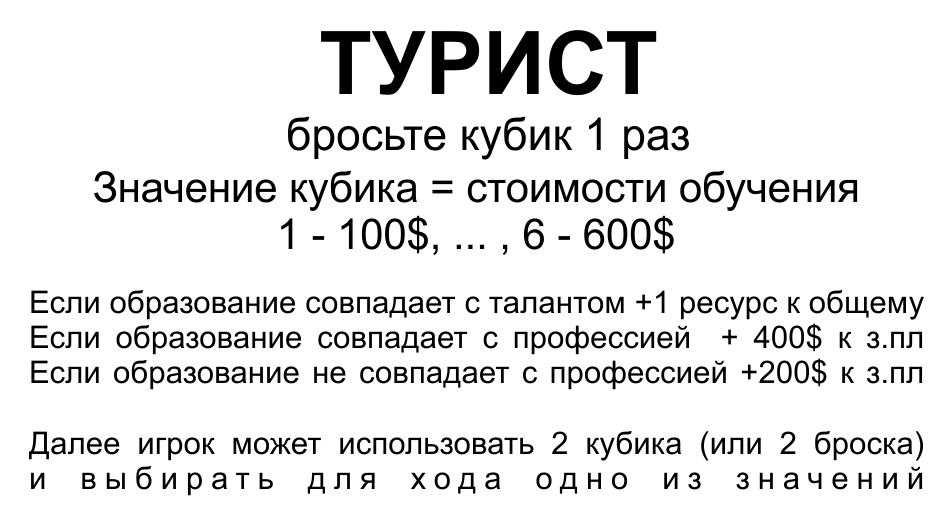 ТУРИСТ
бросьте кубик 1 раз
Значение кубика = стоимости обучения
1 - 100$, ... , 6 - 600$
Если образование совпадает с талантом +1 ресурс к общему
Если образование совпадает с профессией + 400$ к з.пл
Если образование не совпадает с профессией +200$ к з.пл
Далее игрок может использовать 2 кубика (или 2 броска)
и выбирать для хода одно из значений